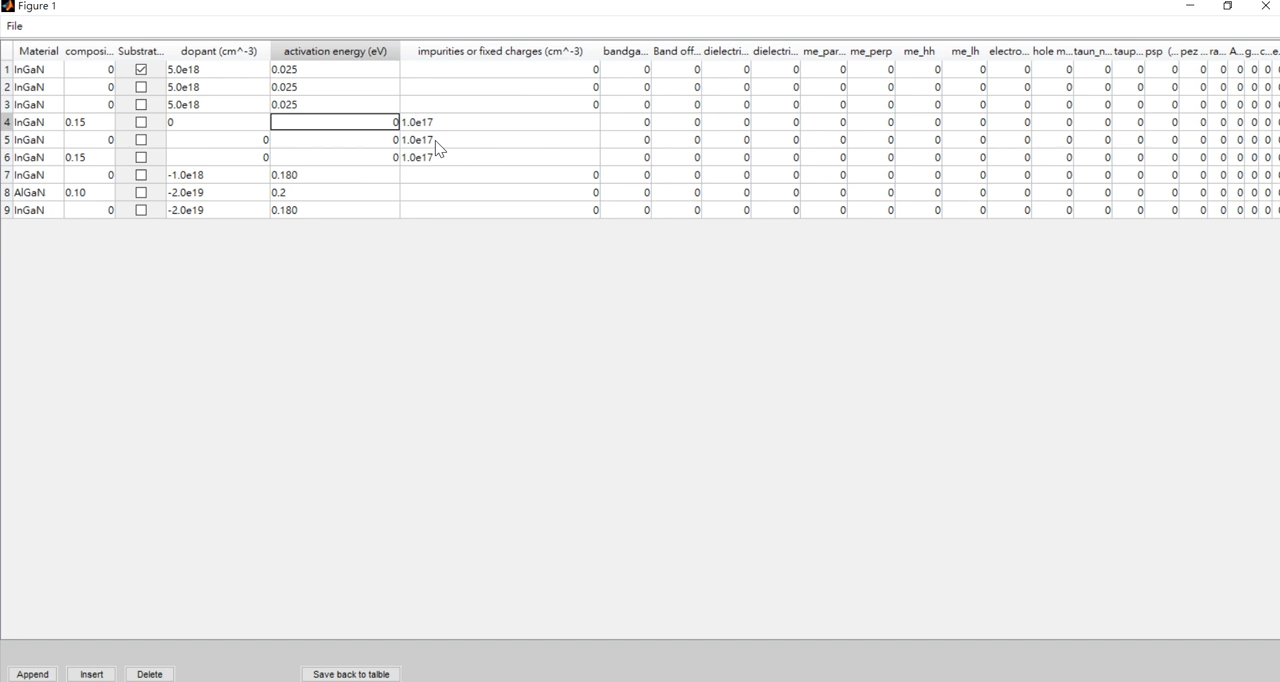 Figure 1
File
Material composi... Substrat... dopant (cm^-3) activation energy (eV) impurities or fixed charges (cm^-3) bandga... Band off... dielectri... dielectri... me_par... me_perp me_hh me_lh electro... hole m... taun_n... taup... psp (... pez ... ra... A... g... c... e.
1 InGaN 0 5.0e18 0.025 0 0 0 0 0 0 0 0 0 0 0 0 0 0 0 0 0 0 0
2 InGaN 0 5.0e18 0.025 0 0 0 0 0 0 0 0 0 0 0 0 0 0 0 0 0 0 0
3 InGaN 0 5.0e18 0.025 0 0 0 0 0 0 0 0 0 0 0 0 0 0 0 0 0 0 0
4 InGaN 0.15 0 0 1.0e17 0 0 0 0 0 0 0 0 0 0 0 0 0 0 0 0 0 0
5 InGaN 0 0 0 1.0e17 0 0 0 0 0 0 0 0 0 0 0 0 0 0 0 0 0 0
6 InGaN 0.15 0 0 1.0e17 0 0 0 0 0 0 0 0 0 0 0 0 0 0 0 0 0 0
7 InGaN 0 -1.0e18 0.180 0 0 0 0 0 0 0 0 0 0 0 0 0 0 0 0 0 0 0
8 AlGaN 0.10 -2.0e19 0.2 0 0 0 0 0 0 0 0 0 0 0 0 0 0 0 0 0 0 0
9 InGaN 0 -2.0e19 0.180 0 0 0 0 0 0 0 0 0 0 0 0 0 0 0 0 0 0 0
Append Insert Delete Save back to talble